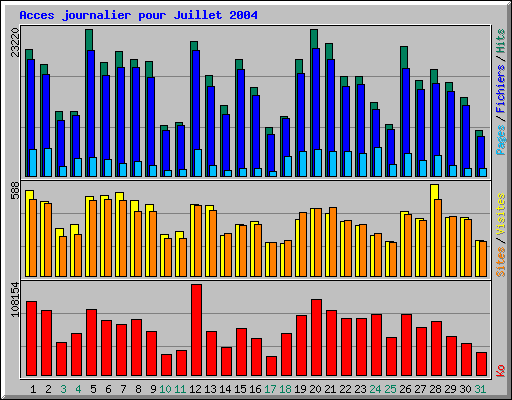 Acces journalier pour Juillet 2004
23220
Pages / Fichiers / Hits
588
Sites / Visites
108154
Ko
1 2 3 4 5 6 7 8 9 10 11 12 13 14 15 16 17 18 19 20 21 22 23 24 25 26 27 28 29 30 31